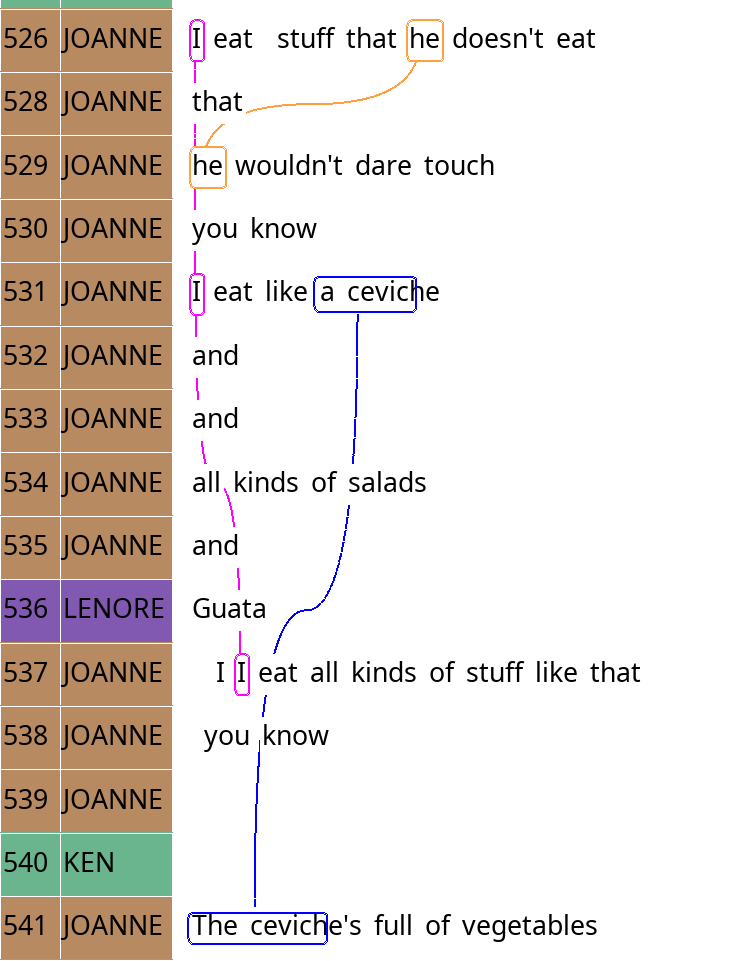 526 JOANNE I eat stuff that he doesn't eat
528 JOANNE that
529 JOANNE he wouldn't dare touch
530 JOANNE you know
531 JOANNE I eat like a ceviche
532 JOANNE and
533 JOANNE and
534 JOANNE all kinds of salads
535 JOANNE and
536 LENORE Guata
537 JOANNE I I eat all kinds of stuff like that
538 JOANNE you know
539 JOANNE
540 KEN
541 JOANNE The ceviche's full of vegetables